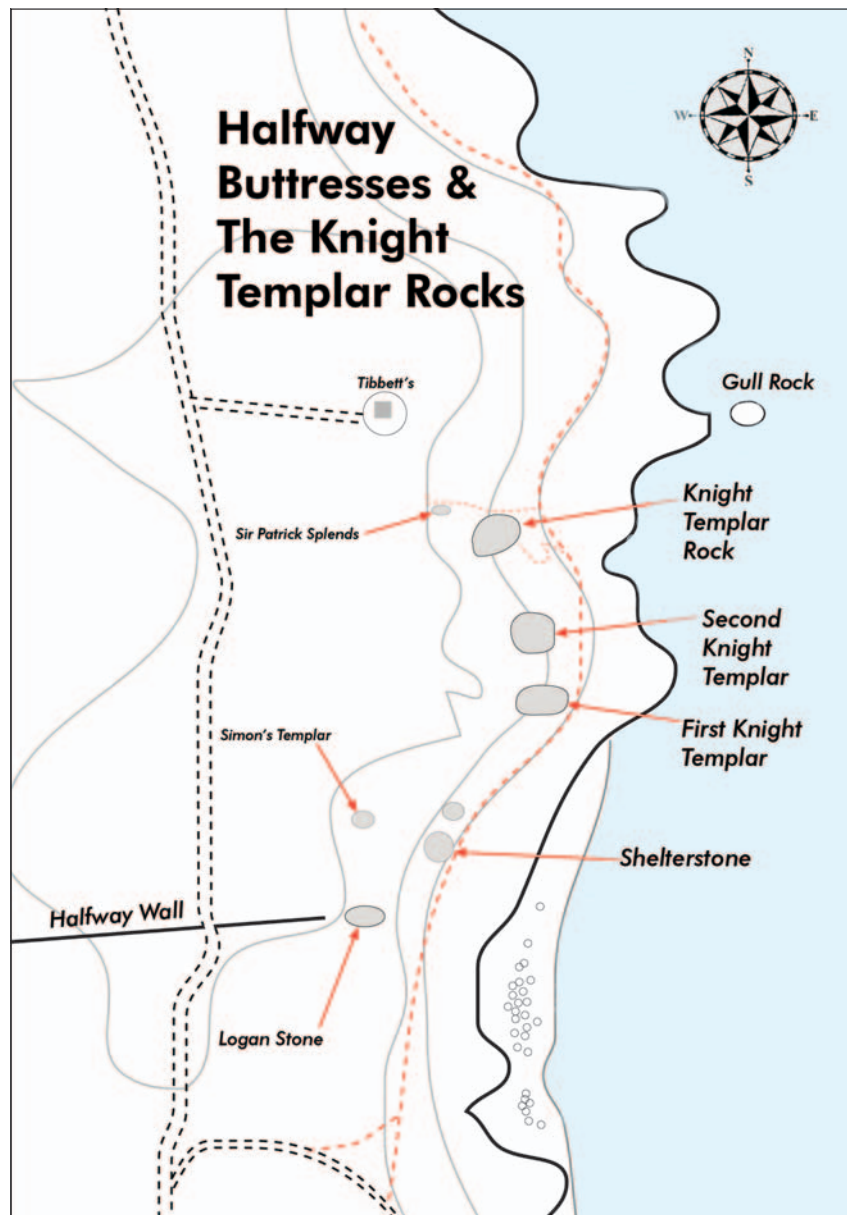 Halfway
Buttresses &
The Knight
Templar Rocks
N
W
E
S
Tibbett's
Gull Rock
Sir Patrick Splends
Knight
Templar
Rock
Second
Knight
Templar
Simon's Templar
First Knight
Templar
Shelterstone
Halfway Wall
Logan Stone